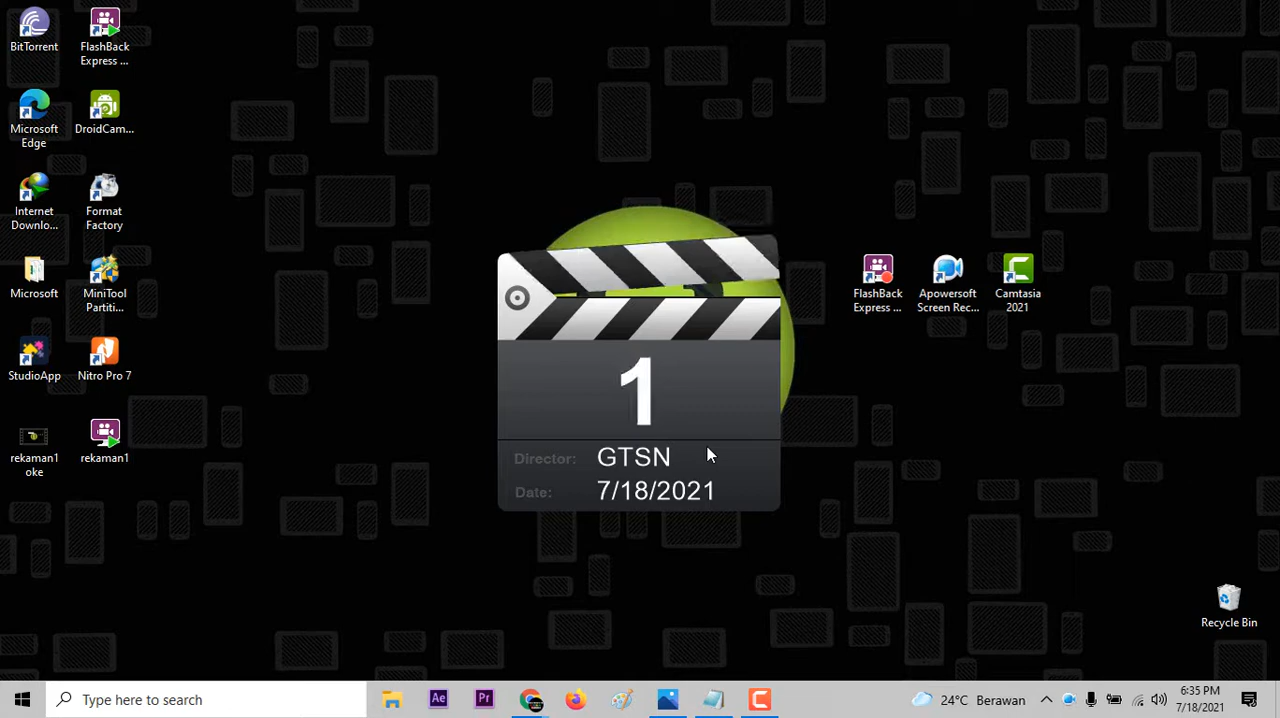 BitTorrent
FlashBack
Express ...
Microsoft
Edge
DroidCam...
Internet
Downlo...
Format
Factory
Microsoft
MiniTool
Partiti...
StudioApp
Nitro Pro 7
rekaman1
oke
rekaman1
1
Director: GTSN
Date: 7/18/2021
FlashBack
Express ...
Apowersoft
Screen Rec...
Camtasia
2021
Recycle Bin
Type here to search
Ae
Pr
24°C Berawan
6:35 PM
7/18/2021